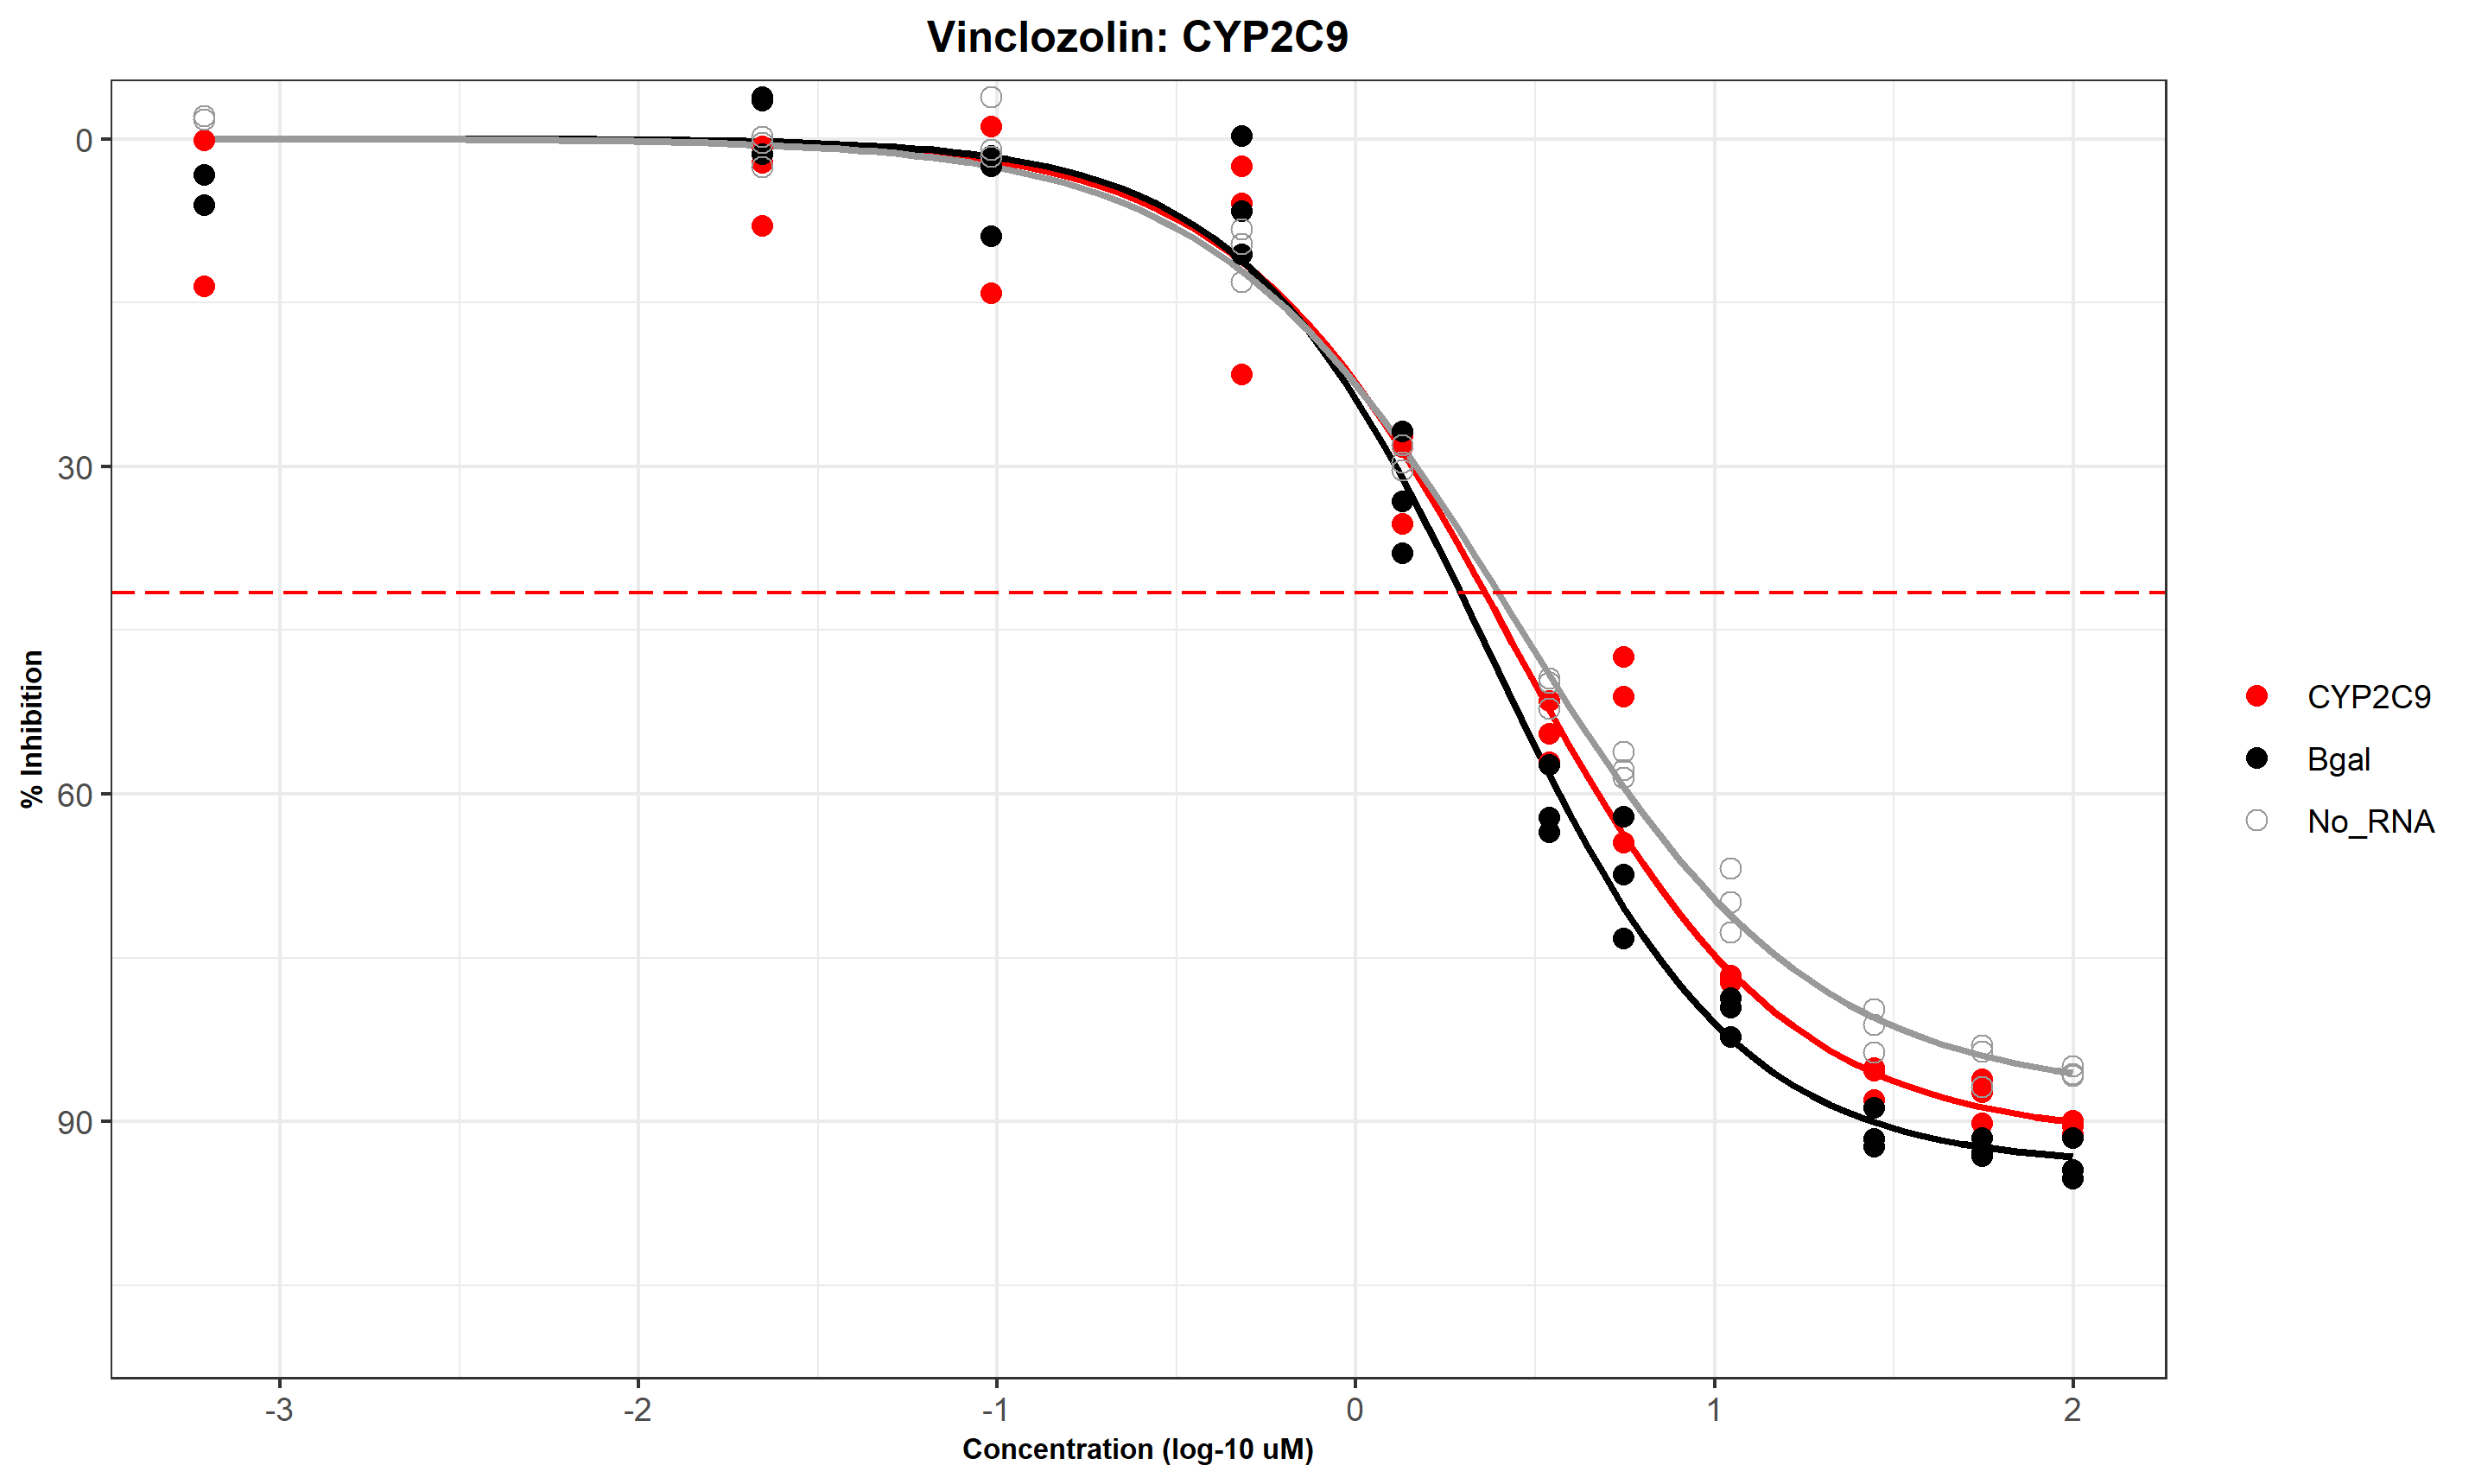 Vinclozolin: CYP2C9
0
30
60
90
% Inhibition
-3
-2
-1
0
1
2
Concentration (log-10 uM)
CYP2C9
Bgal
No_RNA